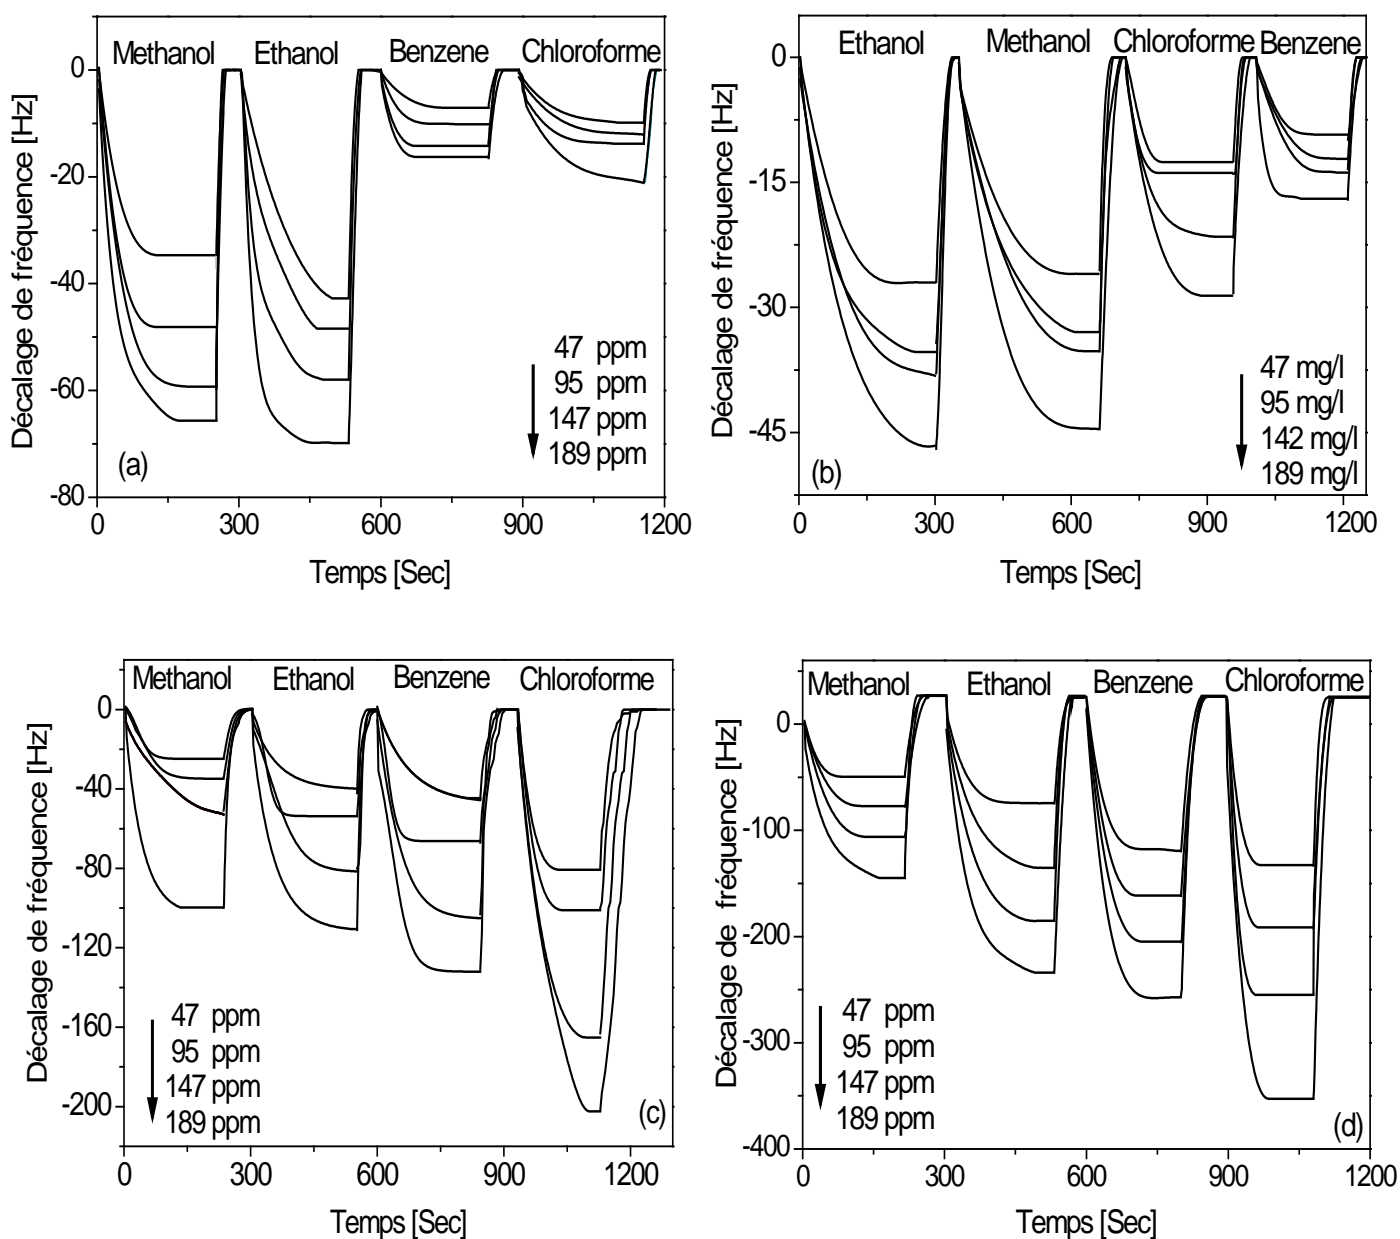 Methanol Ethanol Benzene Chloroforme
0
-20
-40
-60
-80
Décalage de fréquence [Hz]
47 ppm
95 ppm
147 ppm
189 ppm
(a)
0 300 600 900 1200
Temps [Sec]
Ethanol Methanol Chloroforme Benzene
0
-15
-30
-45
Décalage de fréquence [Hz]
47 mg/l
95 mg/l
142 mg/l
189 mg/l
(b)
0 300 600 900 1200
Temps [Sec]
Methanol Ethanol Benzene Chloroforme
0
-40
-80
-120
-160
-200
Décalage de fréquence [Hz]
47 ppm
95 ppm
147 ppm
189 ppm
(c)
0 300 600 900 1200
Temps [Sec]
Methanol Ethanol Benzene Chloroforme
0
-100
-200
-300
-400
Décalage de fréquence [Hz]
47 ppm
95 ppm
147 ppm
189 ppm
(d)
0 300 600 900 1200
Temps [Sec]